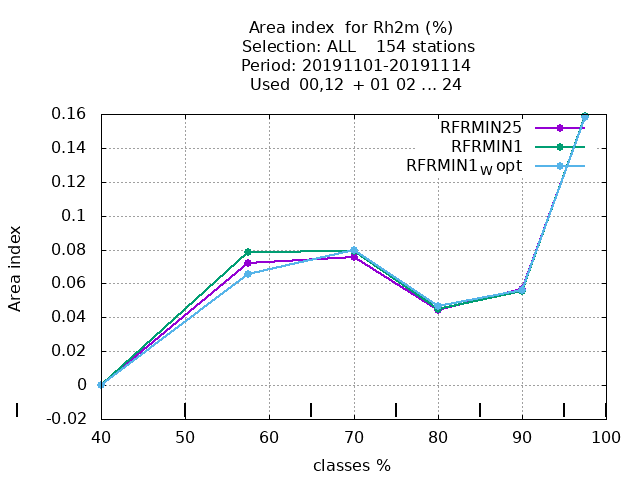 Area index  for Rh2m (%)
Selection: ALL    154 stations
Period: 20191101-20191114
Used  00,12  + 01 02 ... 24
RFRMIN25
RFRMIN1
RFRMIN1w opt
0.16
0.14
0.12
0.1
0.08
0.06
0.04
0.02
0
-0.02
Area index
40 50 60 70 80 90 100
classes %